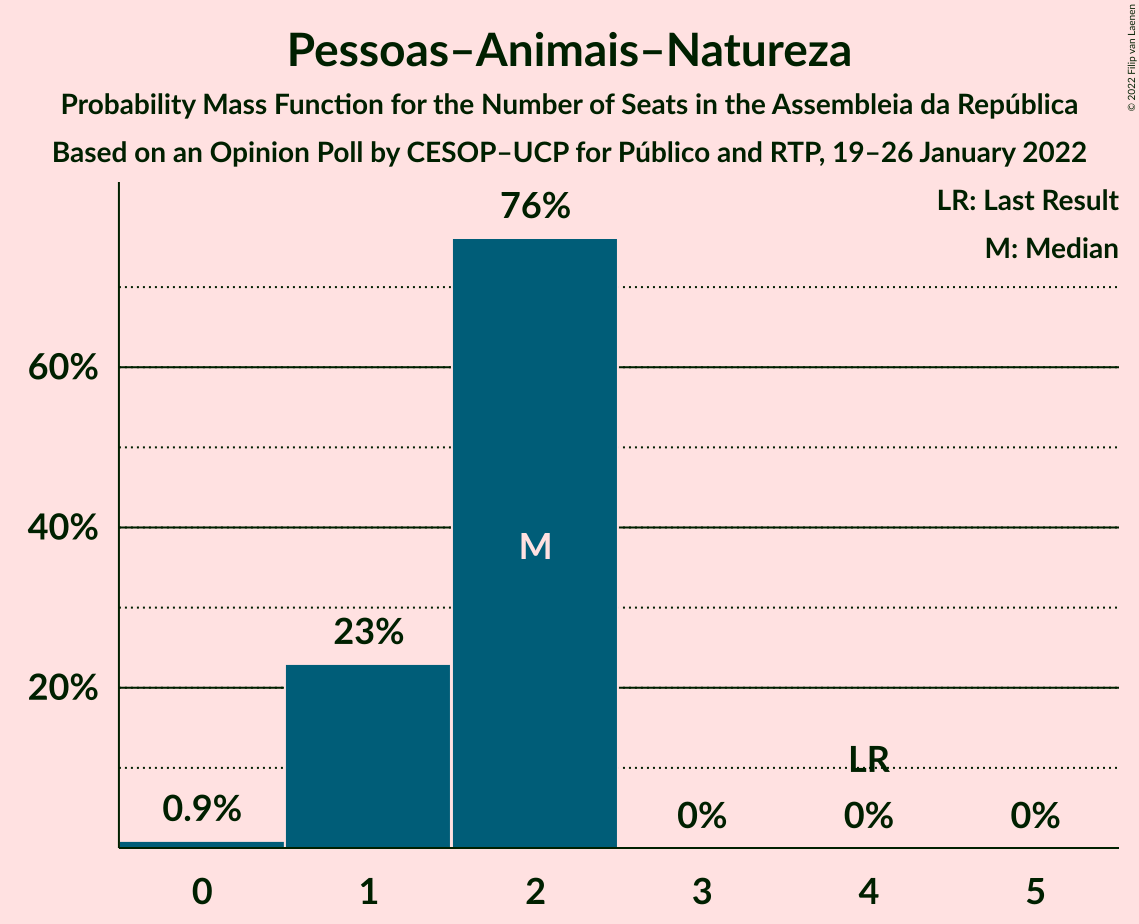 Pessoas–Animais–Natureza
Probability Mass Function for the Number of Seats in the Assembleia da República
Based on an Opinion Poll by CESOP–UCP for Público and RTP, 19–26 January 2022
© 2022 Filip van Laenen
LR: Last Result
M: Median
76%
60%
40%
M
23%
20%
LR
0.9%
0%
0%
0%
0
1
2
3
4
5